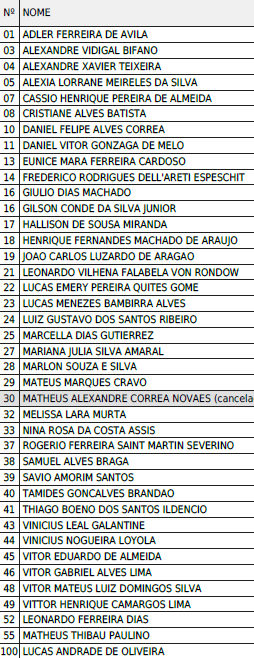 Nº NOME
01 ADLER FERREIRA DE AVILA
03 ALEXANDRE VIDIGAL BIFANO
04 ALEXANDRE XAVIER TEIXEIRA
05 ALEXIA LORRANE MEIRELES DA SILVA
07 CASSIO HENRIQUE PEREIRA DE ALMEIDA
08 CRISTIANE ALVES BATISTA
10 DANIEL FELIPE ALVES CORREA
11 DANIEL VITOR GONZAGA DE MELO
13 EUNICE MARA FERREIRA CARDOSO
14 FREDERICO RODRIGUES DELL'ARETI ESPESCHIT
16 GIULIO DIAS MACHADO
16 GILSON CONDE DA SILVA JUNIOR
17 HALLISON DE SOUSA MIRANDA
18 HENRIQUE FERNANDES MACHADO DE ARAUJO
19 JOAO CARLOS LUZARDO DE ARAGAO
21 LEONARDO VILHENA FALABELA VON RONDOW
22 LUCAS EMERY PEREIRA QUITES GOME
23 LUCAS MENEZES BAMBIRRA ALVES
24 LUIZ GUSTAVO DOS SANTOS RIBEIRO
25 MARCELLA DIAS GUTIERREZ
27 MARIANA JULIA SILVA AMARAL
28 MARLON SOUZA E SILVA
29 MATEUS MARQUES CRAVO
30 MATHEUS ALEXANDRE CORREA NOVAES (cancela
32 MELISSA LARA MURTA
33 NINA ROSA DA COSTA ASSIS
37 ROGERIO FERREIRA SAINT MARTIN SEVERINO
38 SAMUEL ALVES BRAGA
39 SAVIO AMORIM SANTOS
40 TAMIDES GONCALVES BRANDAO
41 THIAGO BOENO DOS SANTOS ILDENCIO
43 VINICIUS LEAL GALANTINE
44 VINICIUS NOGUEIRA LOYOLA
45 VITOR EDUARDO DE ALMEIDA
46 VITOR GABRIEL ALVES LIMA
48 VITOR MATEUS LUIZ DOMINGOS SILVA
49 VITTOR HENRIQUE CAMARGOS LIMA
52 LEONARDO FERREIRA DIAS
55 MATHEUS THIBAU PAULINO
100 LUCAS ANDRADE DE OLIVEIRA